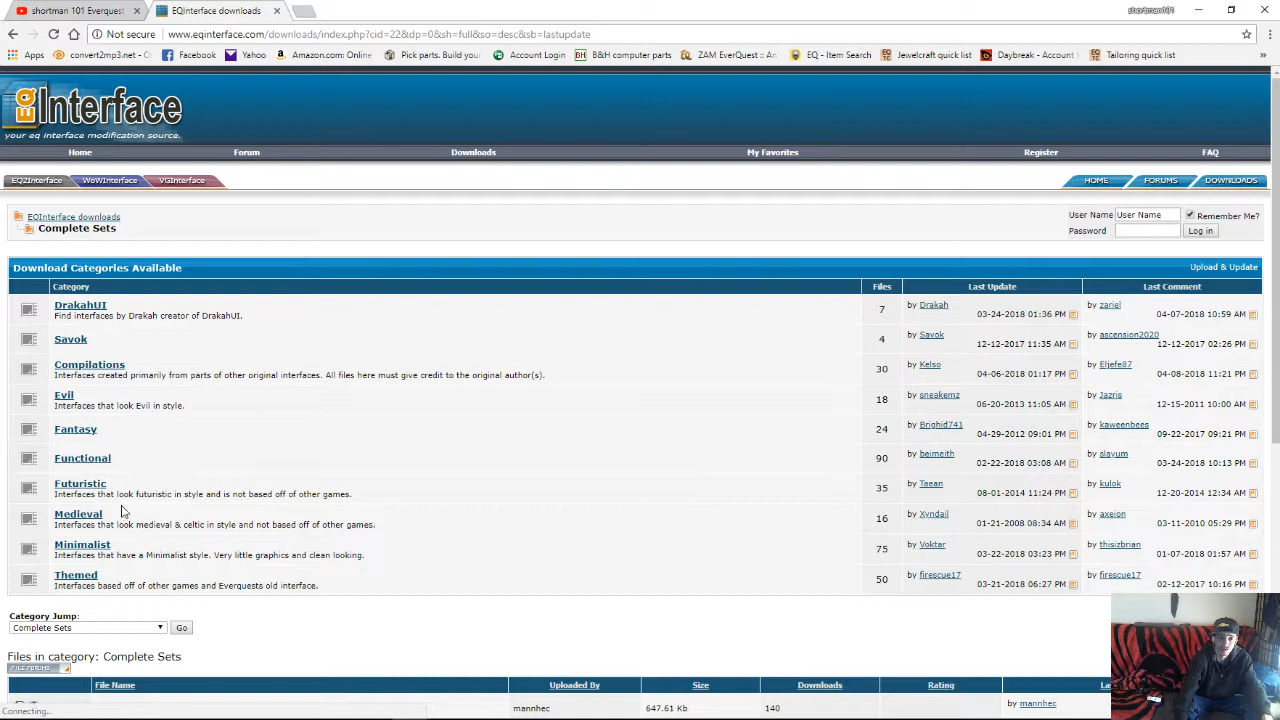 shortman 101 Everquest
EQInterface downloads
shortman101
Not secure www.eqinterface.com/downloads/index.php?cid=22&dp=0&sh=full&so=desc&sb=lastupdate
Apps convert2mp3.net - on Facebook Yahoo Amazon.com: Online Pick parts. Build your B&H computer parts Account Login ZAM EverQuest :: An EQ - Item Search Jewelcraft quick list Daybreak - Account Tailoring quick list
EQ Interface
your eq interface modification source.
Home Forum Downloads My Favorites Register FAQ
EQ2Interface WoWInterface VGInterface HOME FORUMS DOWNLOADS
EQInterface downloads
Complete Sets
User Name User Name Remember Me?
Password Log in
Download Categories Available Upload & Update
Category Files Last Update Last Comment
DrakahUI 7 by Drakah by zariel
Find interfaces by Drakah creator of DrakahUI. 03-24-2018 01:36 PM 04-07-2018 10:59 AM
Savok 4 by Savok by ascension2020
12-12-2017 11:35 AM 12-12-2017 02:26 PM
Compilations 30 by Kelso by Eljefe87
Interfaces created primarily from parts of other original interfaces. All files here must give credit to the original author(s). 04-06-2018 01:17 PM 04-08-2018 11:21 PM
Evil 18 by sneakemz by Jazris
Interfaces that look Evil in style. 06-20-2013 11:05 AM 12-15-2011 10:00 AM
Fantasy 24 by Brighid741 by kaweenbees
04-29-2012 09:01 PM 09-22-2017 09:21 PM
Functional 90 by beimeith by slayum
02-22-2018 03:08 AM 03-24-2018 10:13 PM
Futuristic 35 by Taean by kulok
Interfaces that look futuristic in style and is not based off of other games. 08-01-2014 11:24 PM 12-20-2014 12:34 AM
Medieval 16 by Xyndail by axeion
Interfaces that look medieval & celtic in style and not based off of other games. 01-21-2008 08:34 AM 03-11-2010 05:29 PM
Minimalist 75 by Voktar by thisizbrian
Interfaces that have a Minimalist style. Very little graphics and clean looking. 03-22-2018 03:23 PM 01-07-2018 01:57 AM
Themed 50 by firescue17 by firescue17
Interfaces based off of other games and Everquests old interface. 03-21-2018 06:27 PM 02-12-2017 10:16 PM
Category Jump:
Complete Sets Go
Files in category: Complete Sets
FILE FORUMS
File Name Uploaded By Size Downloads Rating La
mannhec 647.61 Kb 140 by mannhec
Connecting...